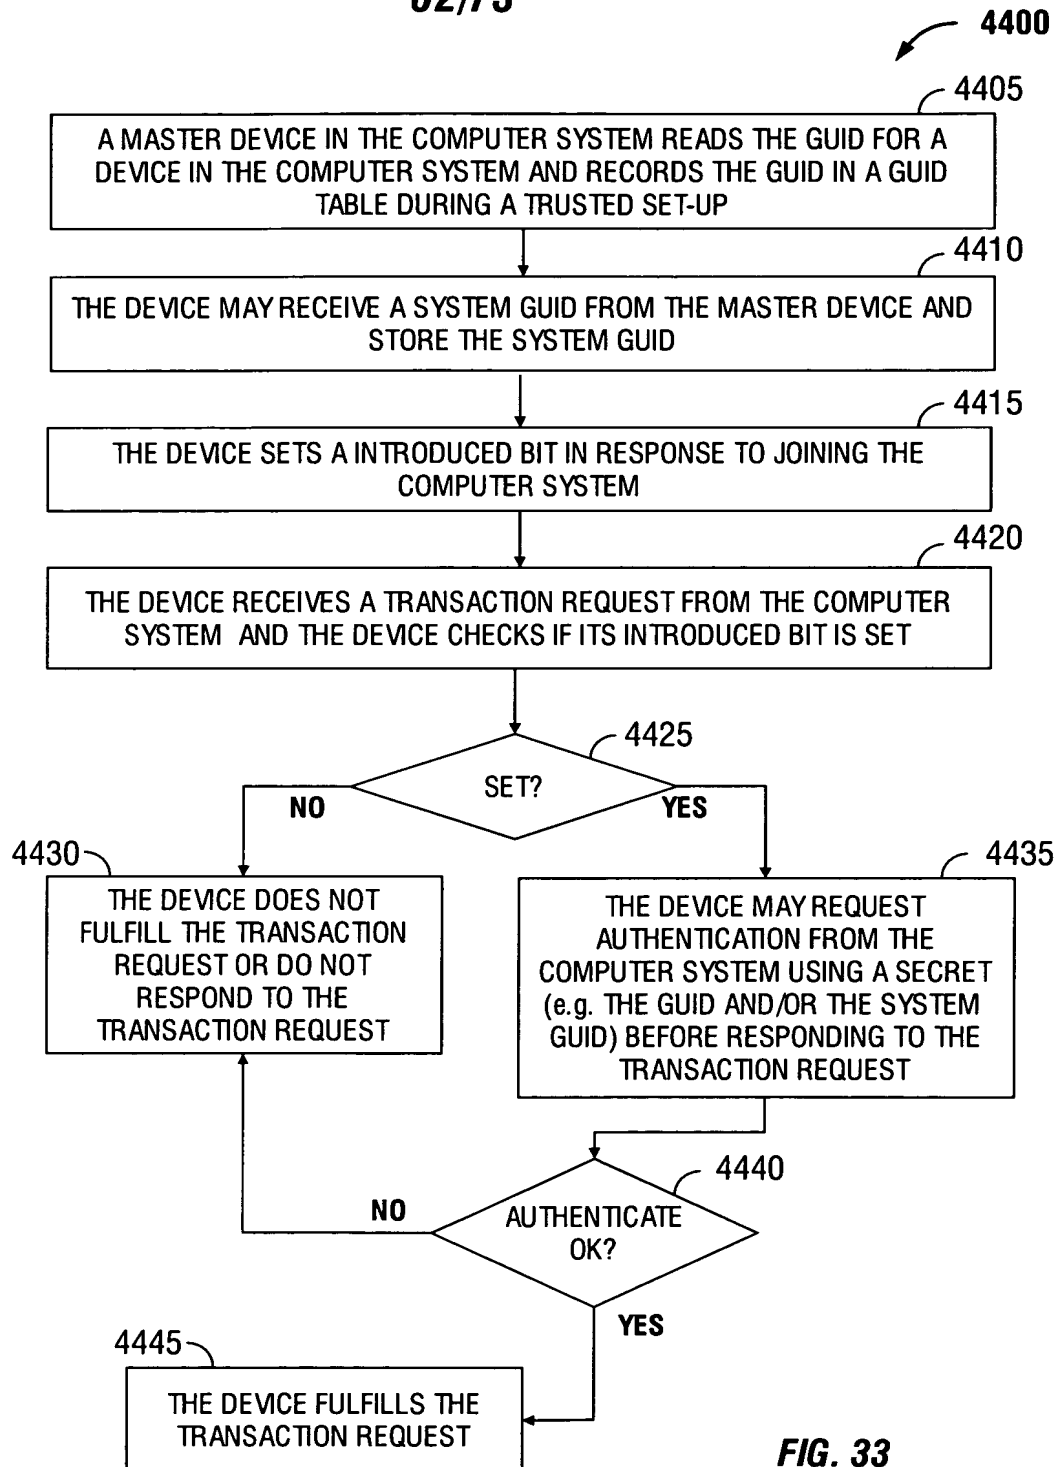 4400
4405
A MASTER DEVICE IN THE COMPUTER SYSTEM READS THE GUID FOR A
DEVICE IN THE COMPUTER SYSTEM AND RECORDS THE GUID IN A GUID
TABLE DURING A TRUSTED SET-UP
4410
THE DEVICE MAY RECEIVE A SYSTEM GUID FROM THE MASTER DEVICE AND
STORE THE SYSTEM GUID
4415
THE DEVICE SETS A INTRODUCED BIT IN RESPONSE TO JOINING THE
COMPUTER SYSTEM
4420
THE DEVICE RECEIVES A TRANSACTION REQUEST FROM THE COMPUTER
SYSTEM AND THE DEVICE CHECKS IF ITS INTRODUCED BIT IS SET
4425
SET?
NO
YES
4430
THE DEVICE DOES NOT
FULFILL THE TRANSACTION
REQUEST OR DO NOT
RESPOND TO THE
TRANSACTION REQUEST
4435
THE DEVICE MAY REQUEST
AUTHENTICATION FROM THE
COMPUTER SYSTEM USING A SECRET
(e.g. THE GUID AND/OR THE SYSTEM
GUID) BEFORE RESPONDING TO THE
TRANSACTION REQUEST
4440
AUTHENTICATE
OK?
NO
YES
4445
THE DEVICE FULFILLS THE
TRANSACTION REQUEST
FIG. 33